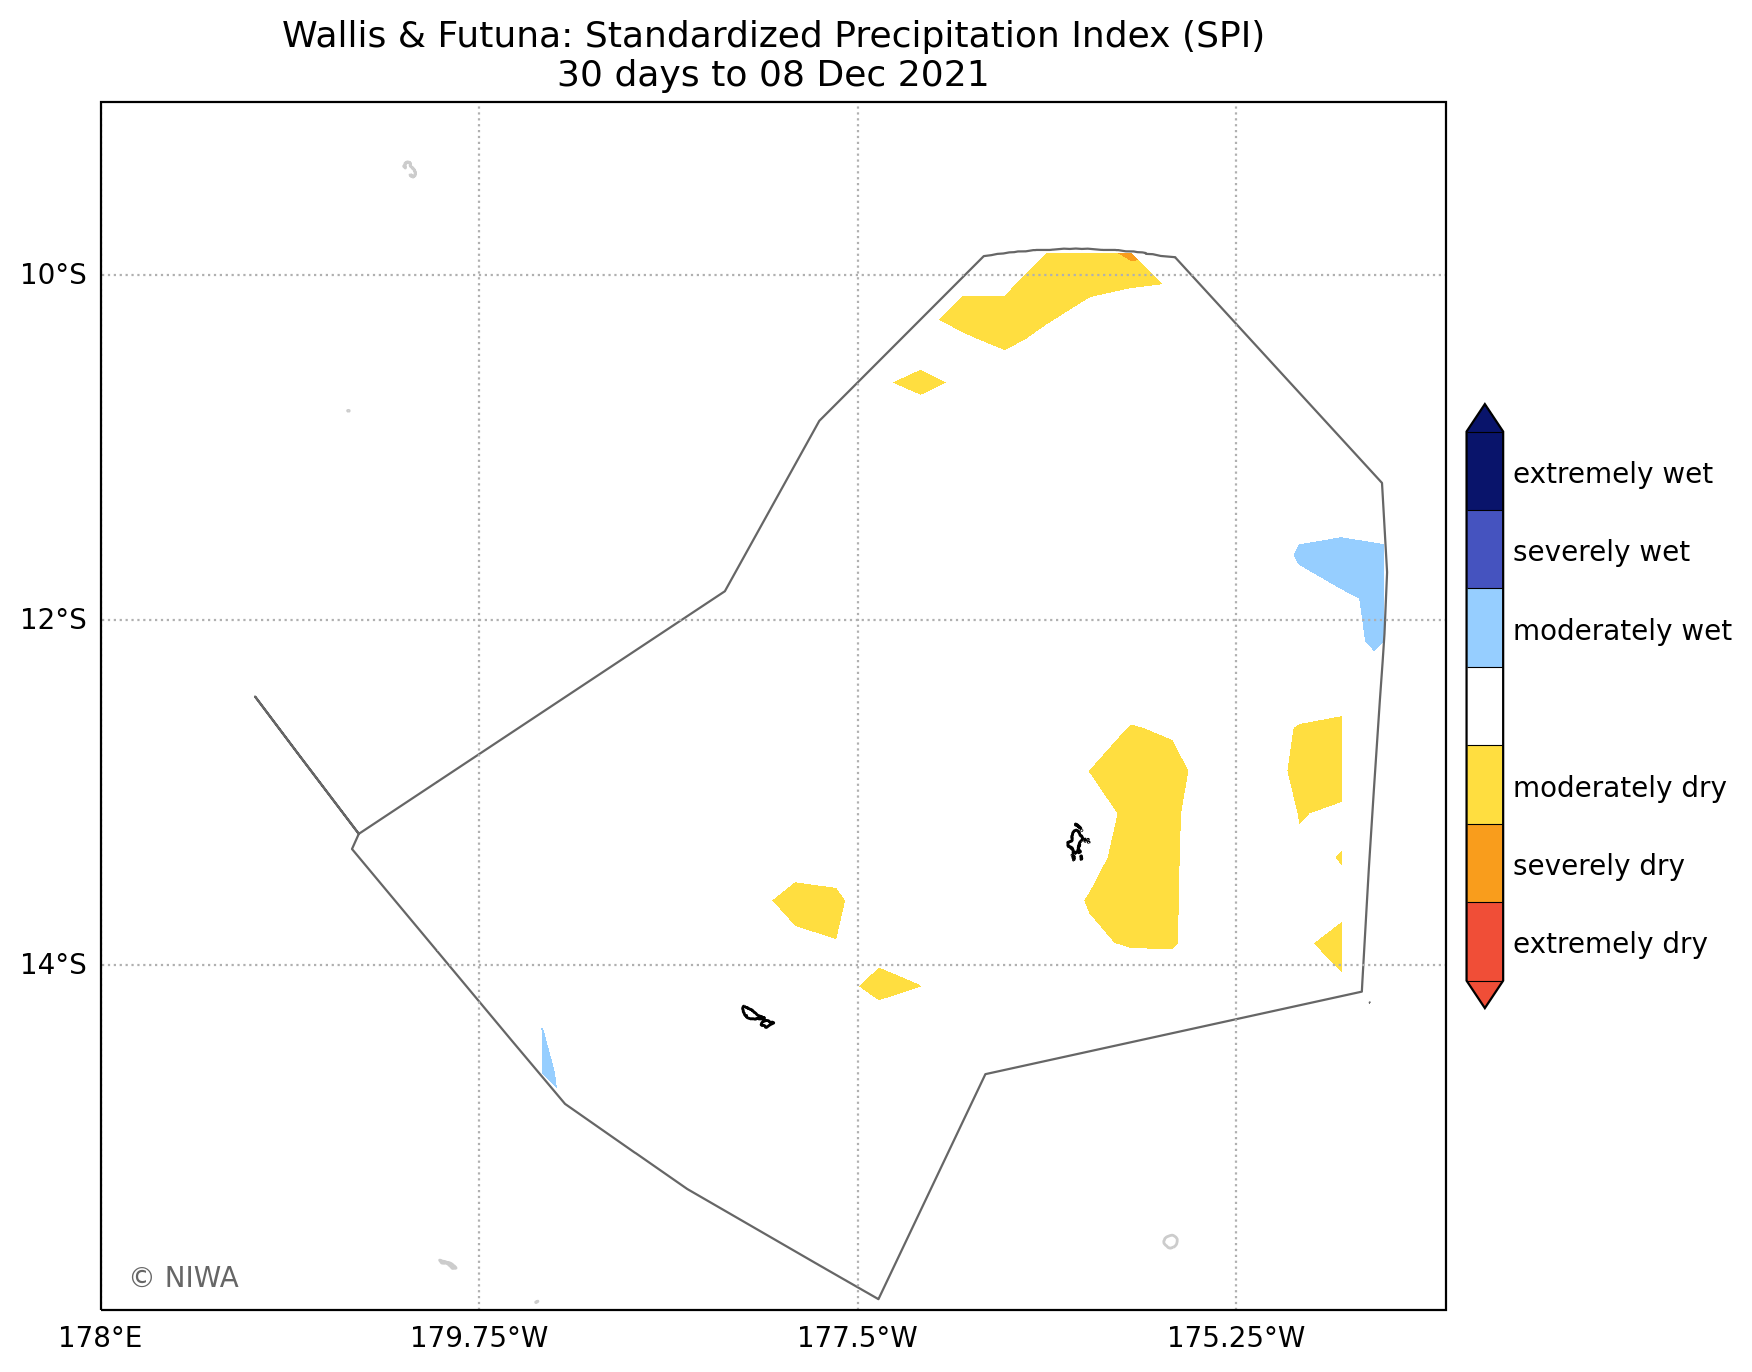 Wallis & Futuna: Standardized Precipitation Index (SPI)
30 days to 08 Dec 2021
10°S
12°S
14°S
extremely wet
severely wet
moderately wet
moderately dry
severely dry
extremely dry
© NIWA
178°E
179.75°W
177.5°W
175.25°W